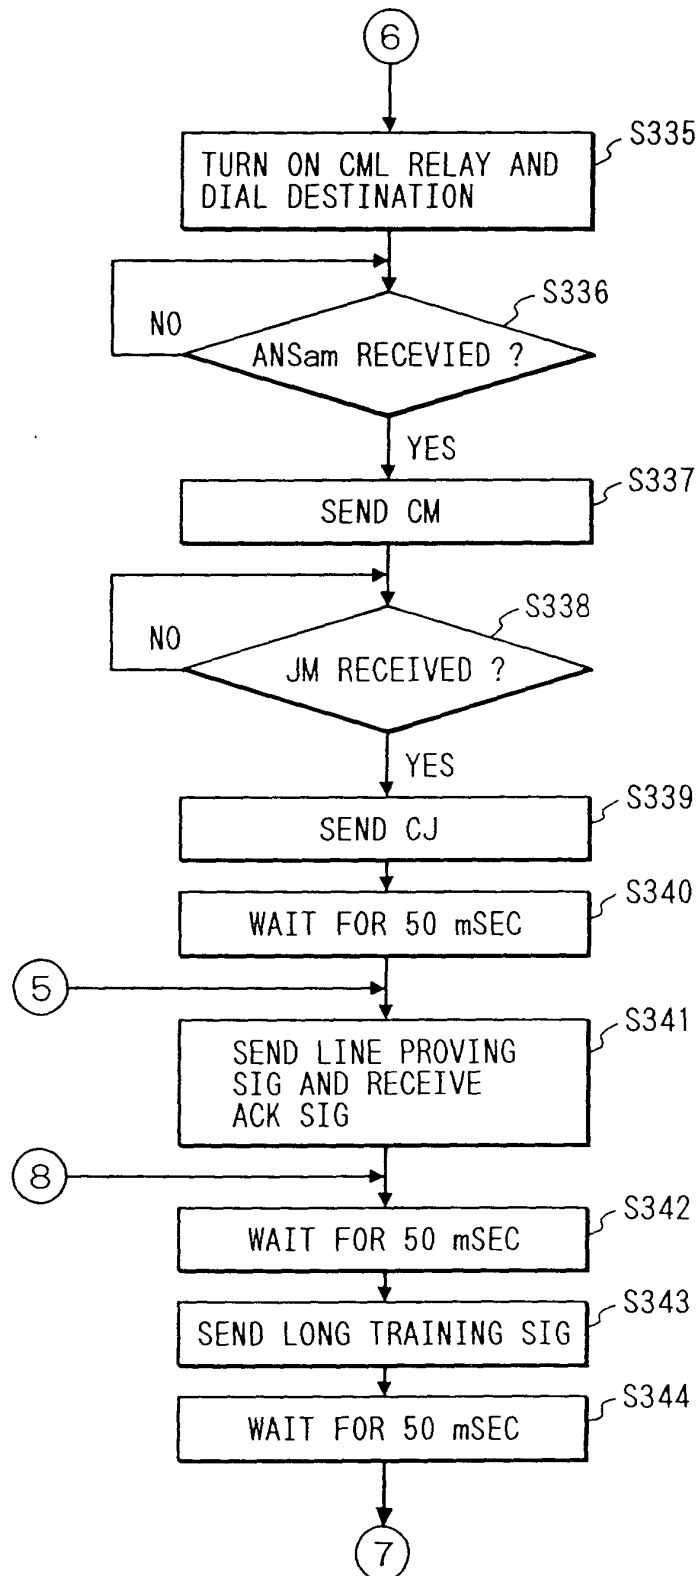 6
S335
TURN ON CML RELAY AND
DIAL DESTINATION
S336
NO
ANSam RECEVIED ?
YES
S337
SEND CM
S338
NO
JM RECEIVED ?
YES
S339
SEND CJ
S340
WAIT FOR 50 mSEC
5
S341
SEND LINE PROVING
SIG AND RECEIVE
ACK SIG
8
S342
WAIT FOR 50 mSEC
S343
SEND LONG TRAINING SIG
S344
WAIT FOR 50 mSEC
7